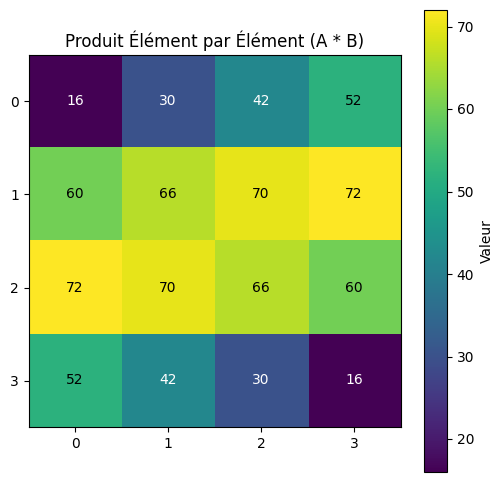 Produit Élément par Élément (A * B)
0 16 30 42 52
1 60 66 70 72
2 72 70 66 60
3 52 42 30 16
0 1 2 3
70
60
50
40
30
20
Valeur